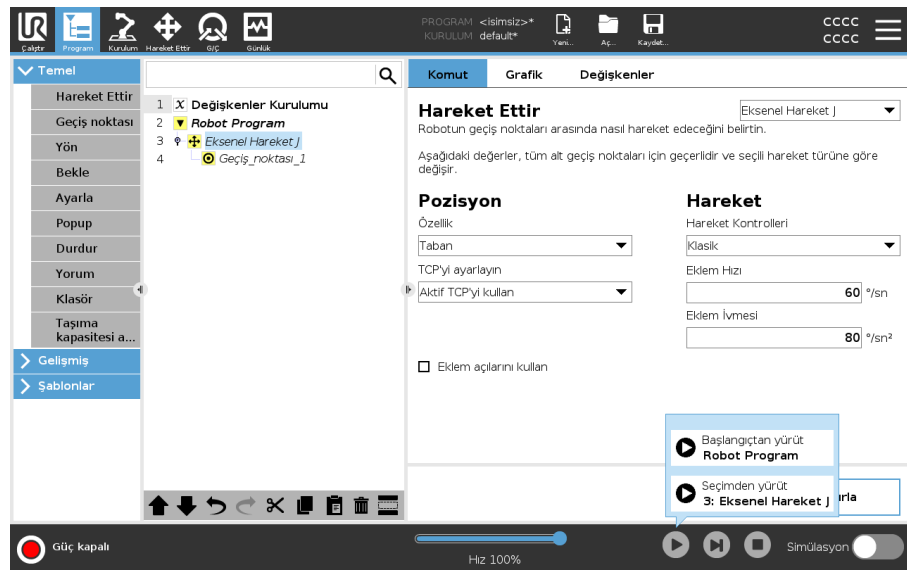 PROGRAM <isimsiz>*
KURULUM default*
Çalıştır Program Kurulum Hareket Ettir G/Ç Günlük
Yeni... Aç... Kaydet...
CCCC
CCCC
Temel
Hareket Ettir
Geçiş noktası
Yön
Bekle
Ayarla
Popup
Durdur
Yorum
Klasör
Taşıma
kapasitesi a...
Gelişmiş
Şablonlar
1 X Değişkenler Kurulumu
2 Robot Program
3 Eksenel Hareket J
4 Geçiş_noktası_1
Komut Grafik Değişkenler
Hareket Ettir
Eksenel Hareket J
Robotun geçiş noktaları arasında nasıl hareket edeceğini belirtin.
Aşağıdaki değerler, tüm alt geçiş noktaları için geçerlidir ve seçili hareket türüne göre
değişir.
Pozisyon
Özellik
Taban
TCP'yi ayarlayın
Aktif TCP'yi kullan
Eklem açılarını kullan
Hareket
Hareket Kontrolleri
Klasik
Eklem Hızı
60 °/sn
Eklem İvmesi
80 °/sn²
Başlangıçtan yürüt
Robot Program
Seçimden yürüt
3: Eksenel Hareket J
Güç kapalı
Hız 100%
Simülasyon